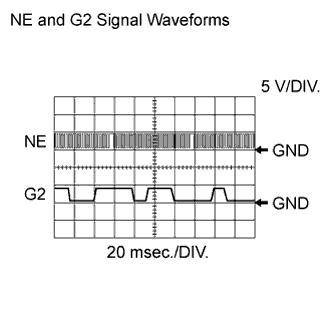 NE and G2 Signal Waveforms
5 V/DIV.
NE
GND
G2
GND
20 msec./DIV.